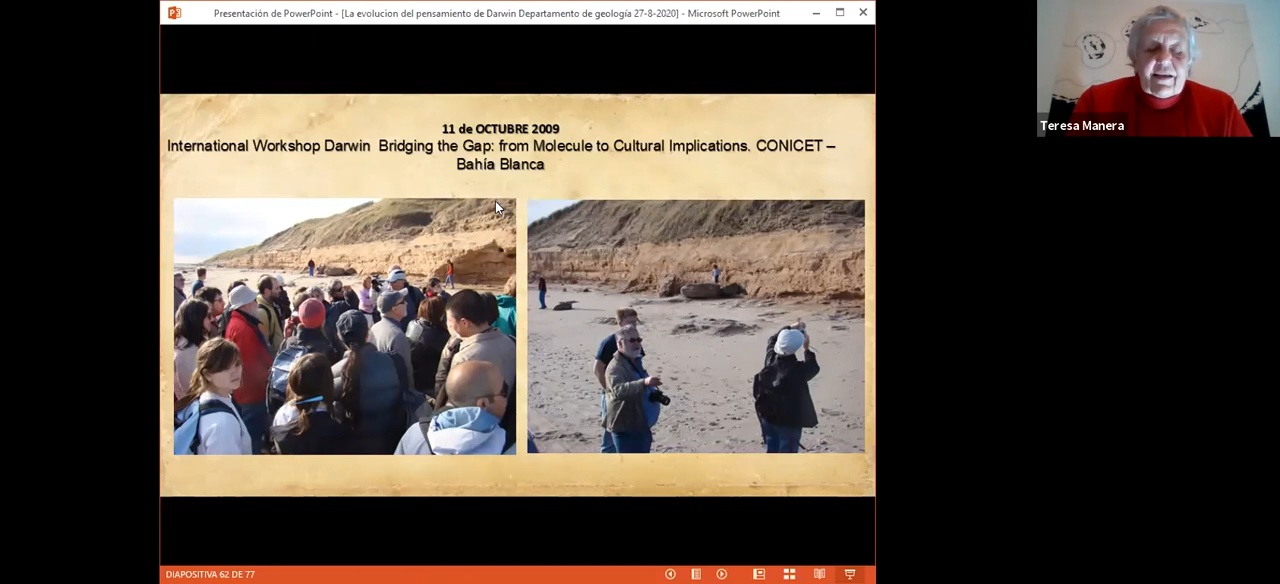 Presentación de PowerPoint - [La evolucion del pensamiento de Darwin Departamento de geología 27-8-2020] - Microsoft PowerPoint
11 de OCTUBRE 2009
International Workshop Darwin Bridging the Gap: from Molecule to Cultural Implications. CONICET –
Bahía Blanca
Teresa Manera
DIAPOSITIVA 62 DE 77